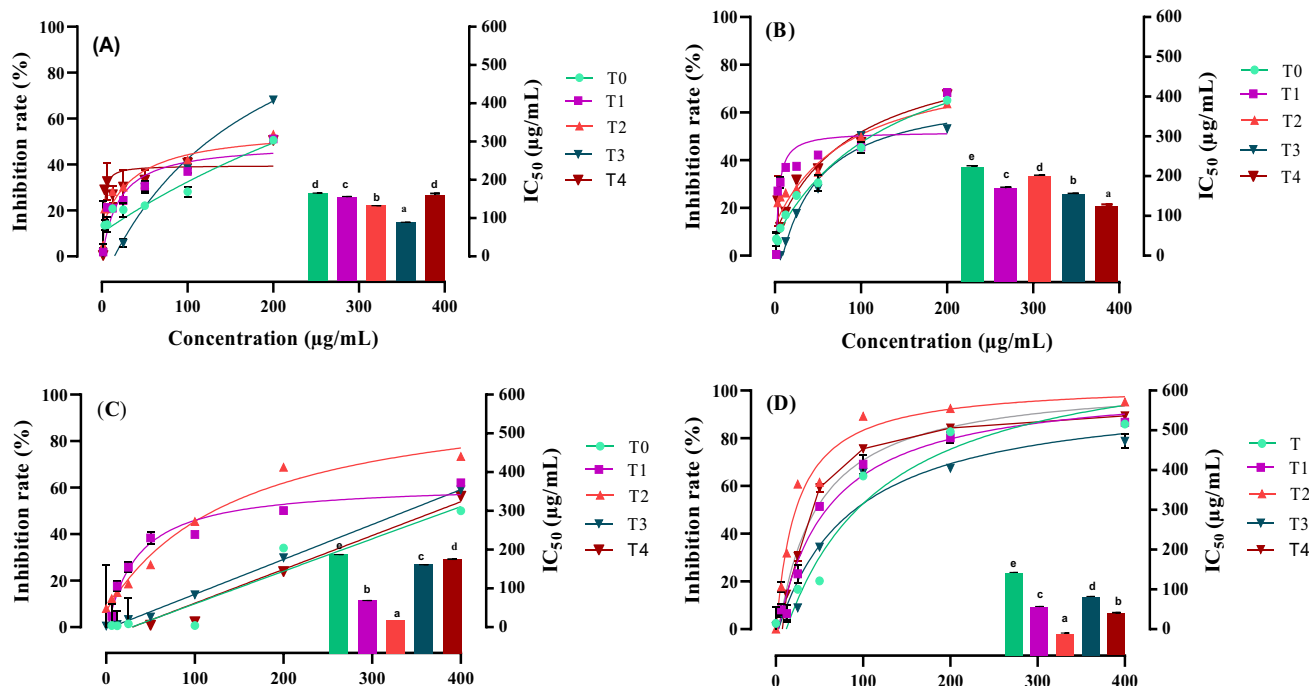 (A)
Inhibition rate (%)
100
80
60
40
20
0
0
100
200
300
400
Concentration (µg/mL)
600
500
400
300
200
100
0
IC50 (µg/mL)
d
c
b
a
d
T0
T1
T2
T3
T4
(B)
Inhibition rate (%)
100
80
60
40
20
0
0
100
200
300
400
Concentration (µg/mL)
600
500
400
300
200
100
0
IC50 (µg/mL)
e
c
d
b
a
T0
T1
T2
T3
T4
(C)
Inhibition rate (%)
100
80
60
40
20
0
0
100
200
300
400
600
500
400
300
200
100
0
IC50 (µg/mL)
e
b
a
c
d
T0
T1
T2
T3
T4
(D)
Inhibition rate (%)
100
80
60
40
20
0
0
100
200
300
400
600
500
400
300
200
100
0
IC50 (µg/mL)
e
c
a
d
b
T
T1
T2
T3
T4